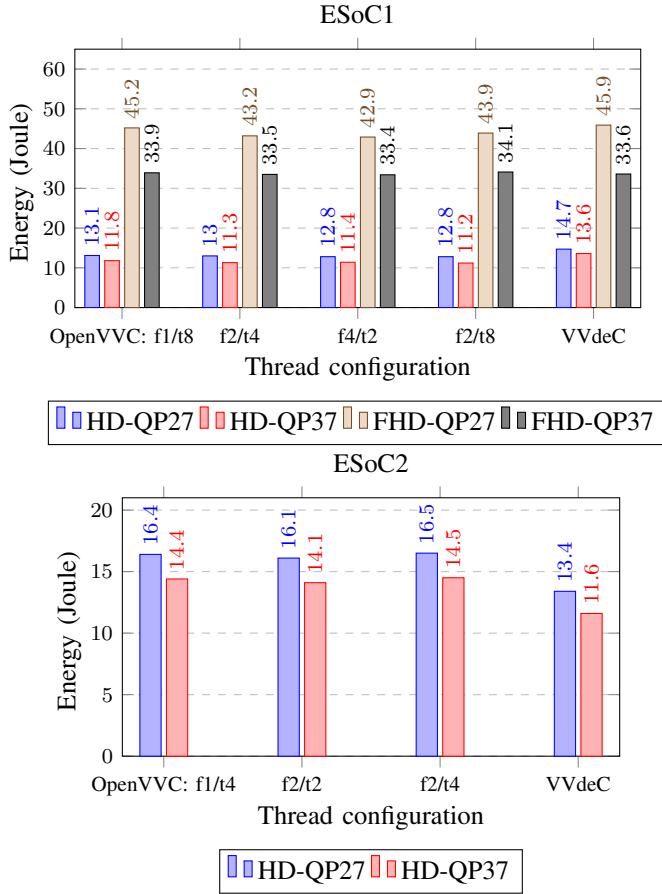 ESoC1
Energy (Joule)
60
50
40
30
20
10
0
13.1 11.8 45.2 33.9
13 11.3 43.2 33.5
12.8 11.4 42.9 33.4
12.8 11.2 43.9 34.1
14.7 13.6 45.9 33.6
OpenVVC: f1/t8 f2/t4 f4/t2 f2/t8 VVdeC
Thread configuration
HD-QP27 HD-QP37 FHD-QP27 FHD-QP37
ESoC2
Energy (Joule)
20
15
10
5
0
16.4 14.4
16.1 14.1
16.5 14.5
13.4 11.6
OpenVVC: f1/t4 f2/t2 f2/t4 VVdeC
Thread configuration
HD-QP27 HD-QP37